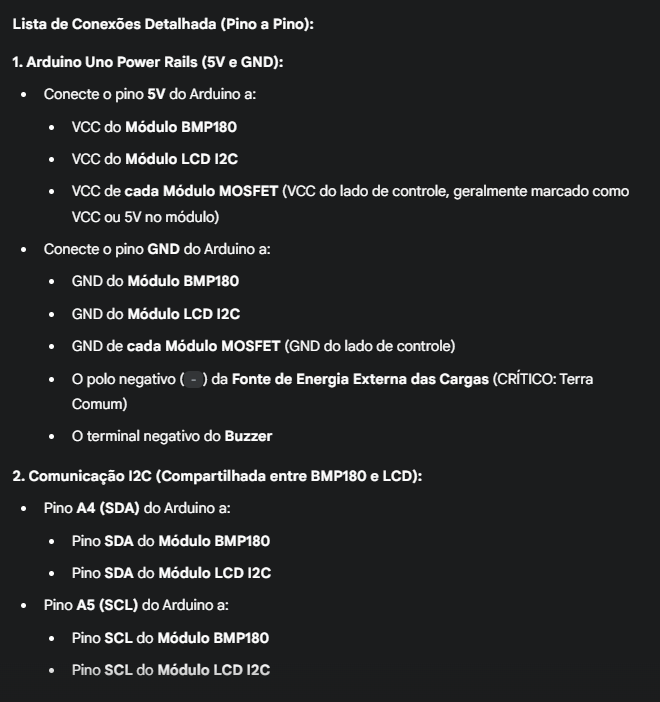 Lista de Conexões Detalhada (Pino a Pino):
1. Arduino Uno Power Rails (5V e GND):
• Conecte o pino 5V do Arduino a:
• VCC do Módulo BMP180
• VCC do Módulo LCD I2C
• VCC de cada Módulo MOSFET (VCC do lado de controle, geralmente marcado como
VCC ou 5V no módulo)
• Conecte o pino GND do Arduino a:
• GND do Módulo BMP180
• GND do Módulo LCD I2C
• GND de cada Módulo MOSFET (GND do lado de controle)
• O polo negativo ( - ) da Fonte de Energia Externa das Cargas (CRÍTICO: Terra
Comum)
• O terminal negativo do Buzzer
2. Comunicação I2C (Compartilhada entre BMP180 e LCD):
• Pino A4 (SDA) do Arduino a:
• Pino SDA do Módulo BMP180
• Pino SDA do Módulo LCD I2C
• Pino A5 (SCL) do Arduino a:
• Pino SCL do Módulo BMP180
• Pino SCL do Módulo LCD I2C